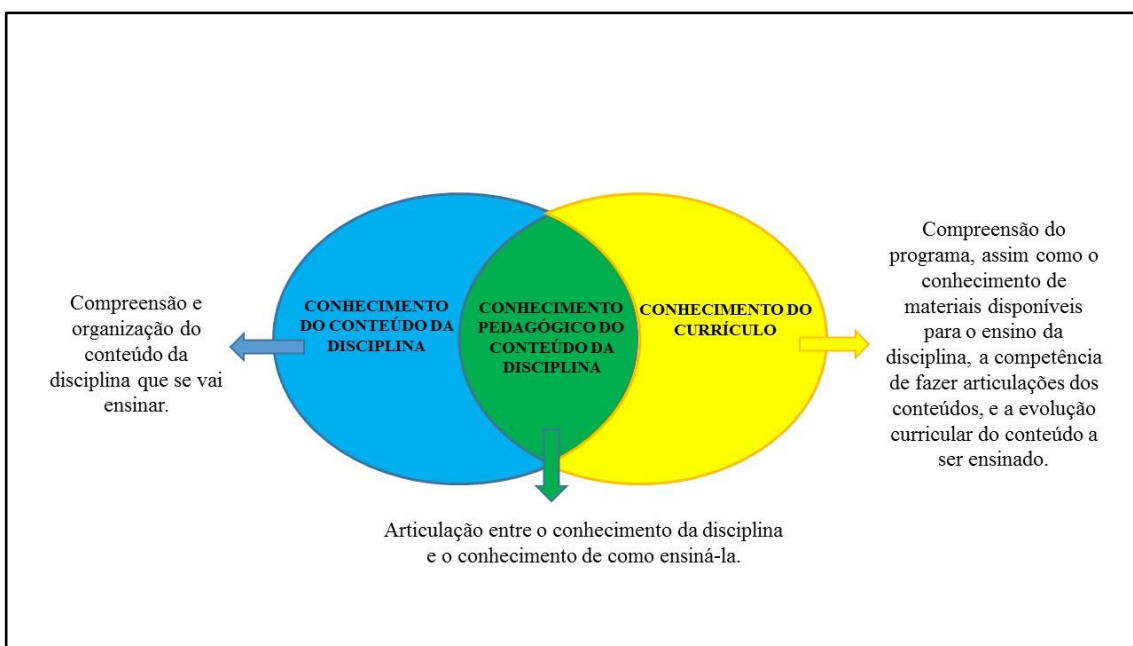 Compreensão e
organização do
conteúdo da
disciplina que se vai
ensinar.
CONHECIMENTO
DO CONTEÚDO DA
DISCIPLINA
CONHECIMENTO
PEDAGÓGICO DO
CONTEÚDO DA
DISCIPLINA
CONHECIMENTO DO
CURRÍCULO
Compreensão do
programa, assim como o
conhecimento de
materiais disponíveis
para o ensino da
disciplina, a competência
de fazer articulações dos
conteúdos, e a evolução
curricular do conteúdo a
ser ensinado.
Articulação entre o conhecimento da disciplina
e o conhecimento de como ensiná-la.